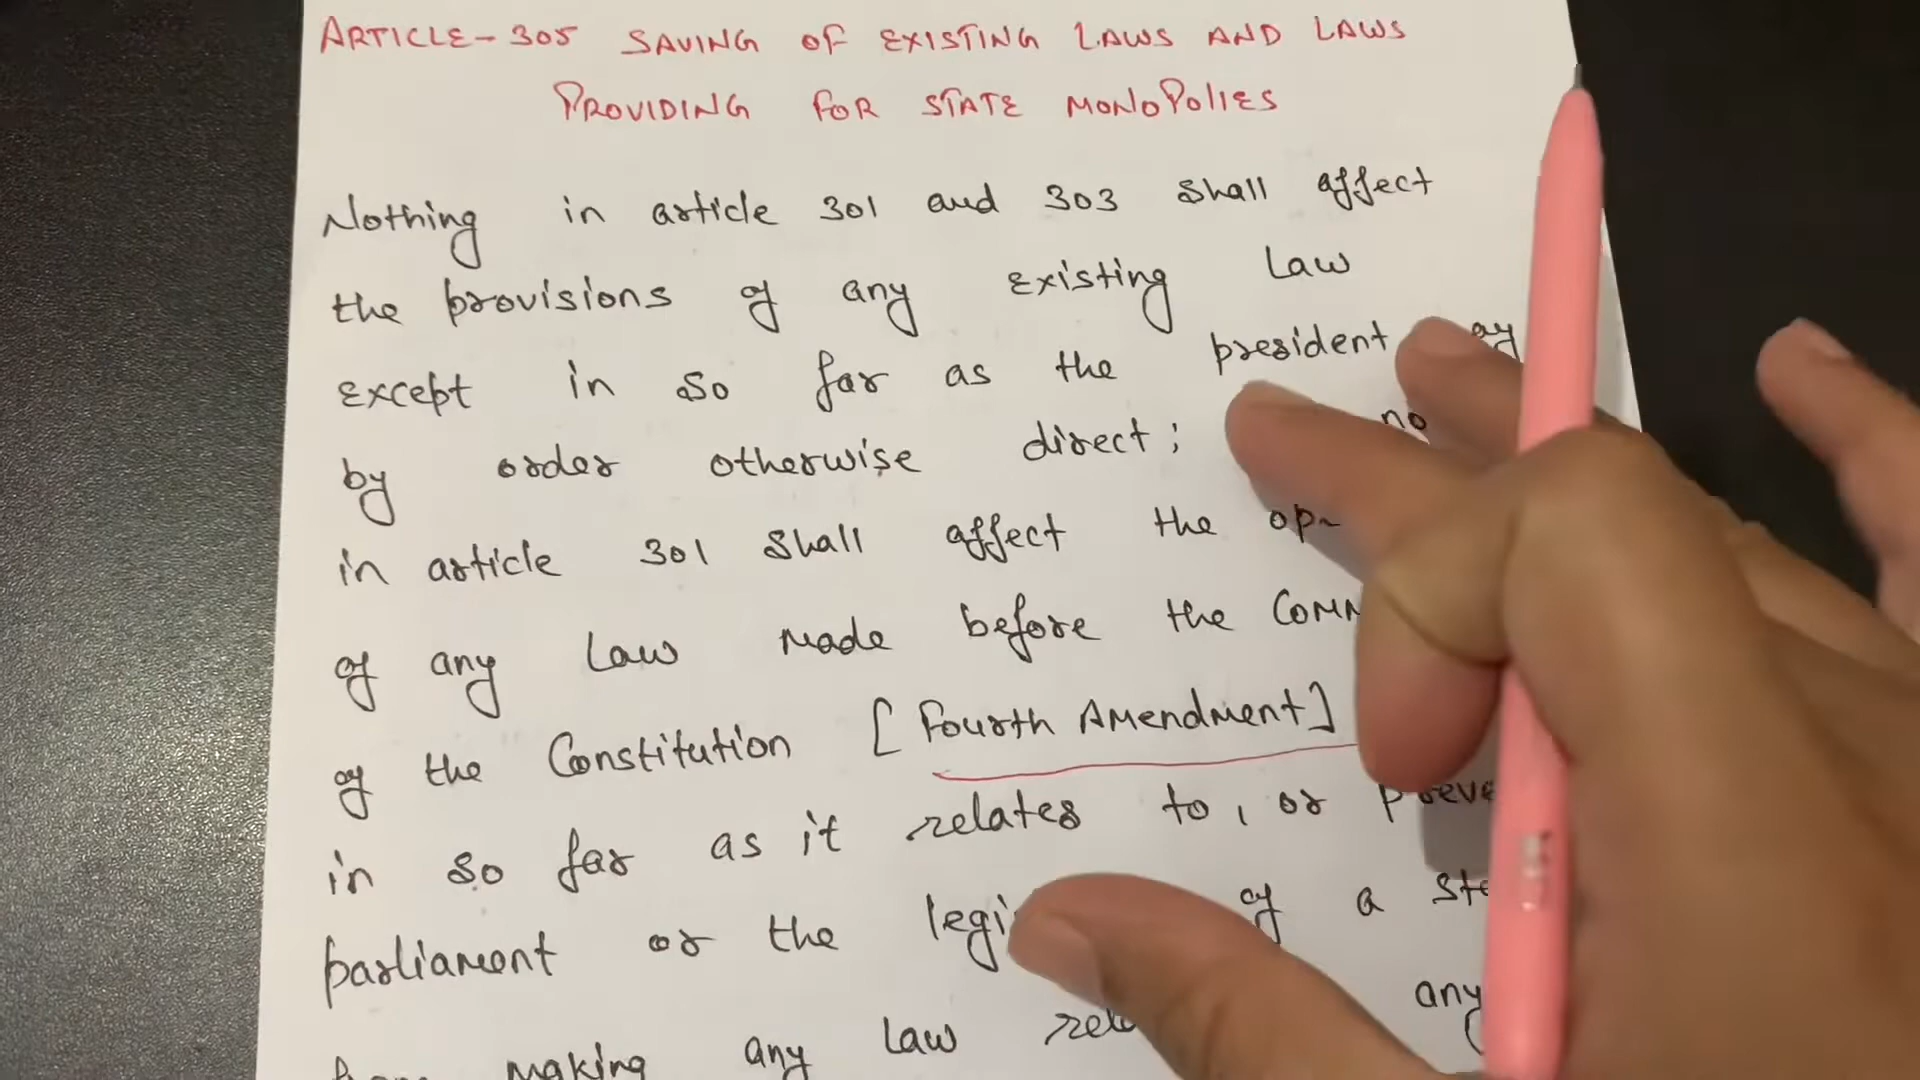 ARTICLE-305 SAVING OF EXISTING LAWS AND LAWS
PROVIDING FOR STATE MONOPOLIES
Nothing in article 301 and 303 shall affect
the provisions of any existing Law
except in so far as the president
by order otherwise direct;
in article 301 shall affect the
of any Law made before the
of the Constitution [Fourth Amendment]
in so far as it relates to, or
parliament or the of a
making any law any